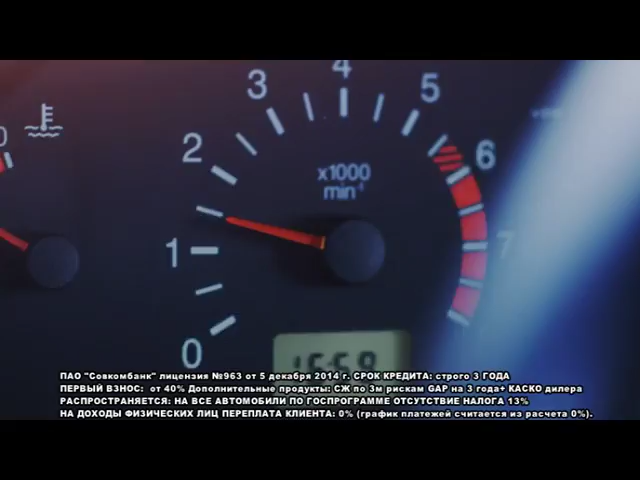 4
3
5
2
6
0
x1000
min⁻¹
1
7
0
ПАО "Совкомбанк" лицензия №963 от 5 декабря 2014 г. СРОК КРЕДИТА: строго 3 ГОДА
ПЕРВЫЙ ВЗНОС: от 40% Дополнительные продукты: СЖ по 3м рискам GAP на 3 года+ КАСКО дилера
РАСПРОСТРАНЯЕТСЯ: НА ВСЕ АВТОМОБИЛИ ПО ГОСПРОГРАММЕ ОТСУТСТВИЕ НАЛОГА 13%
НА ДОХОДЫ ФИЗИЧЕСКИХ ЛИЦ ПЕРЕПЛАТА КЛИЕНТА: 0% (график платежей считается из расчета 0%).